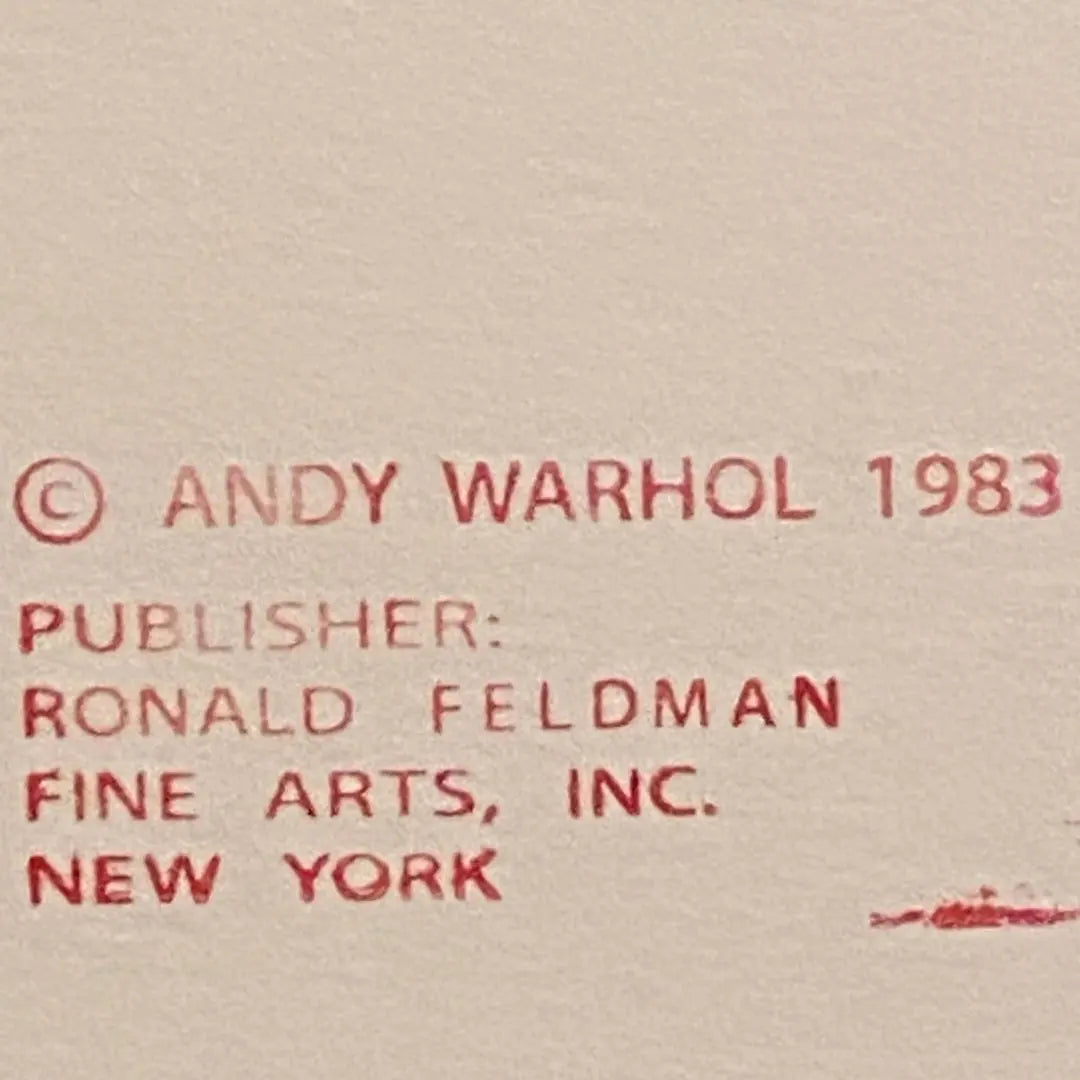 © ANDY WARHOL 1983
PUBLISHER:
RONALD FELDMAN
FINE ARTS, INC.
NEW YORK